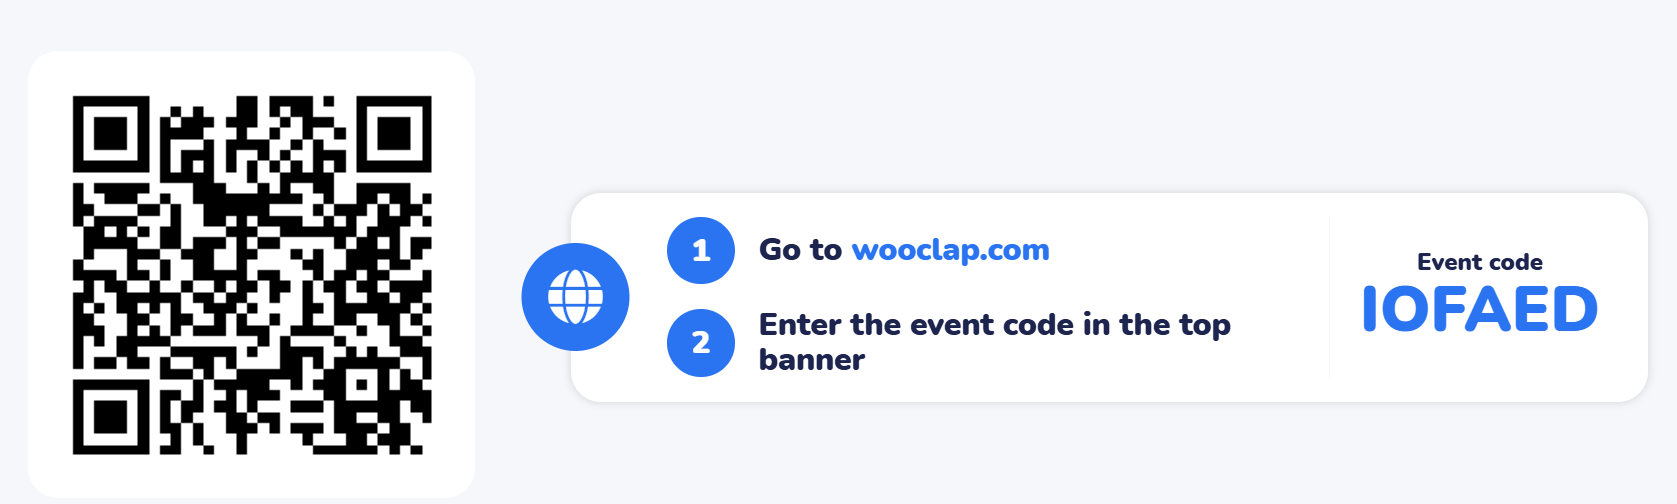 1
Go to wooclap.com
2
Enter the event code in the top
banner
Event code
IOFAED